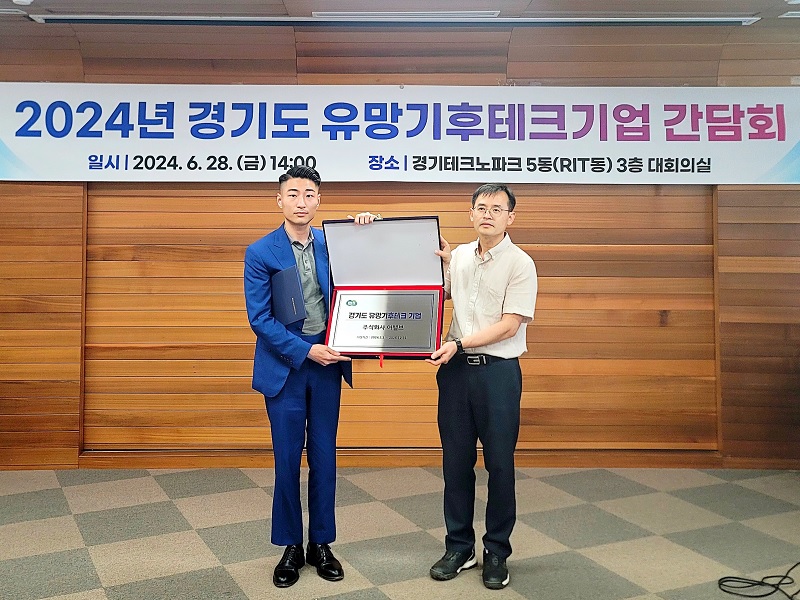 2024년 경기도 유망기후테크기업 간담회
일시 | 2024. 6. 28. (금) 14:00 장소 | 경기테크노파크 5동(RIT동) 3층 대회의실
경기도 유망기후테크 기업
주식회사